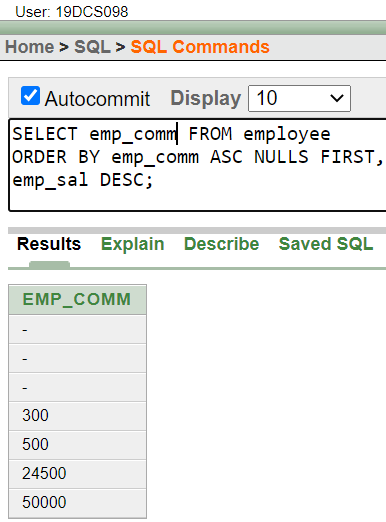 User: 19DCS098
Home > SQL > SQL Commands
Autocommit Display 10
SELECT emp_comm FROM employee
ORDER BY emp_comm ASC NULLS FIRST,
emp_sal DESC;
Results Explain Describe Saved SQL
EMP_COMM
-
-
-
300
500
24500
50000